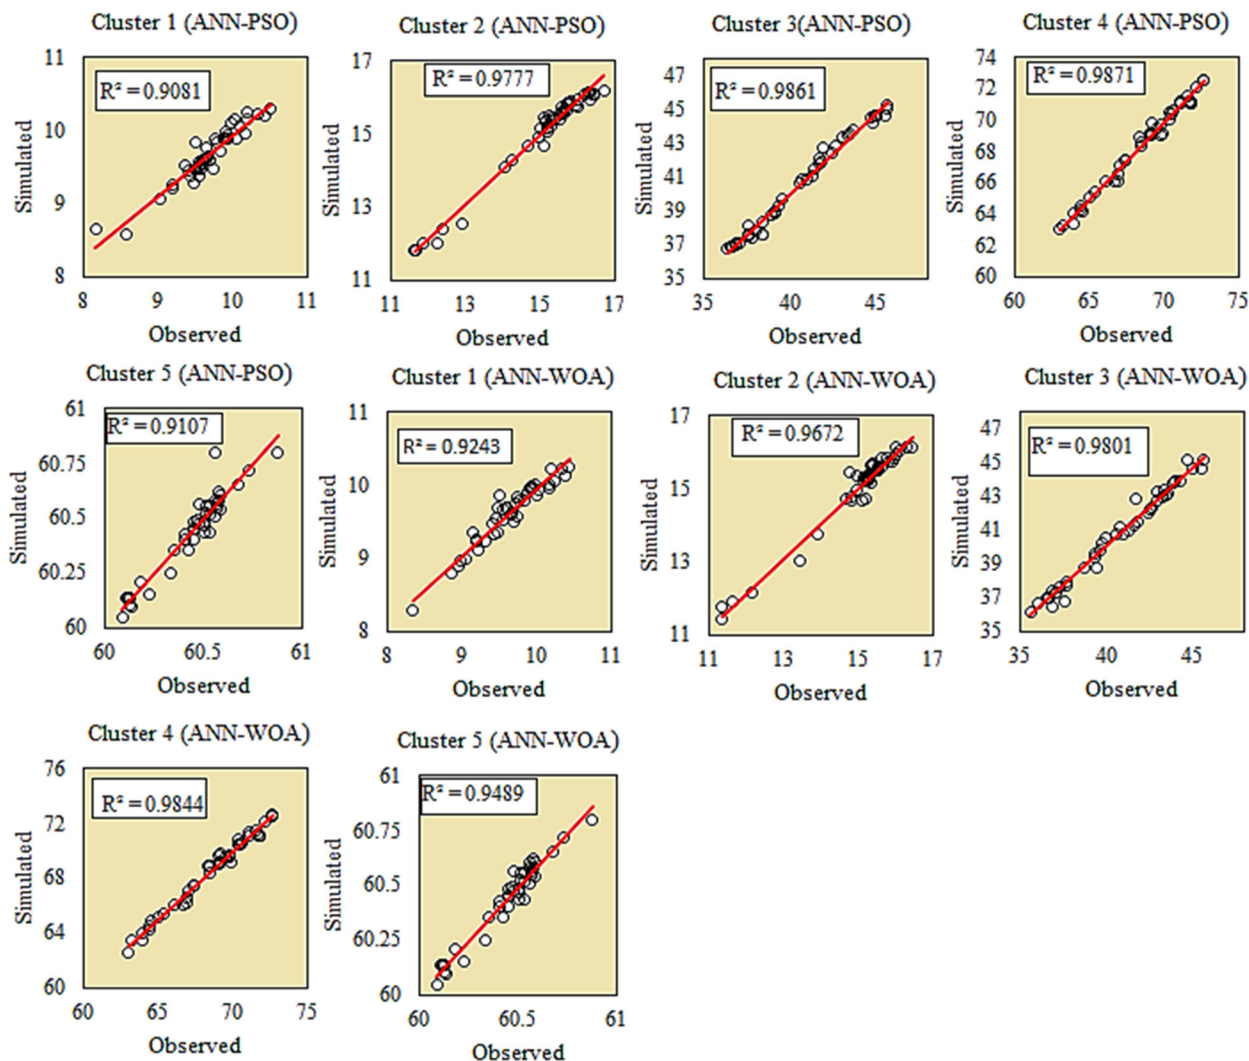 Cluster 1 (ANN-PSO)
11
10
9
8
8 9 10 11
Simulated
Observed
R² = 0.9081
Cluster 2 (ANN-PSO)
17
15
13
11
11 13 15 17
Simulated
Observed
R² = 0.9777
Cluster 3(ANN-PSO)
47
45
43
41
39
37
35
35 40 45
Simulated
Observed
R² = 0.9861
Cluster 4 (ANN-PSO)
74
72
70
68
66
64
62
60
60 65 70 75
Simulated
Observed
R² = 0.9871
Cluster 5 (ANN-PSO)
61
60.75
60.5
60.25
60
60 60.5 61
Simulated
Observed
R² = 0.9107
Cluster 1 (ANN-WOA)
11
10
9
8
8 9 10 11
Simulated
Observed
R² = 0.9243
Cluster 2 (ANN-WOA)
17
15
13
11
11 13 15 17
Simulated
Observed
R² = 0.9672
Cluster 3 (ANN-WOA)
47
45
43
41
39
37
35
35 40 45
Simulated
Observed
R² = 0.9801
Cluster 4 (ANN-WOA)
76
72
68
64
60
60 65 70 75
Simulated
Observed
R² = 0.9844
Cluster 5 (ANN-WOA)
61
60.75
60.5
60.25
60
60 60.5 61
Simulated
Observed
R² = 0.9489